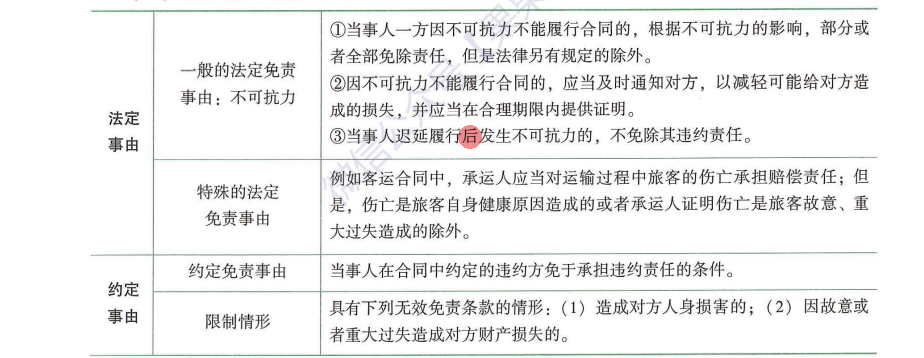 ①当事人一方因不可抗力不能履行合同的，根据不可抗力的影响，部分或
者全部免除责任，但是法律另有规定的除外。
一般的法定免责
事由：不可抗力
②因不可抗力不能履行合同的，应当及时通知对方，以减轻可能给对方造
成的损失，并应当在合理期限内提供证明。
③当事人迟延履行后发生不可抗力的，不免除其违约责任。
法定
事由
特殊的法定
免责事由
例如客运合同中，承运人应当对运输过程中旅客的伤亡承担赔偿责任；但
是，伤亡是旅客自身健康原因造成的或者承运人证明伤亡是旅客故意、重
大过失造成的除外。
约定
事由
约定免责事由
当事人在合同中约定的违约方免于承担违约责任的条件。
限制情形
具有下列无效免责条款的情形：（1）造成对方人身损害的；（2）因故意或
者重大过失造成对方财产损失的。
微信公众号